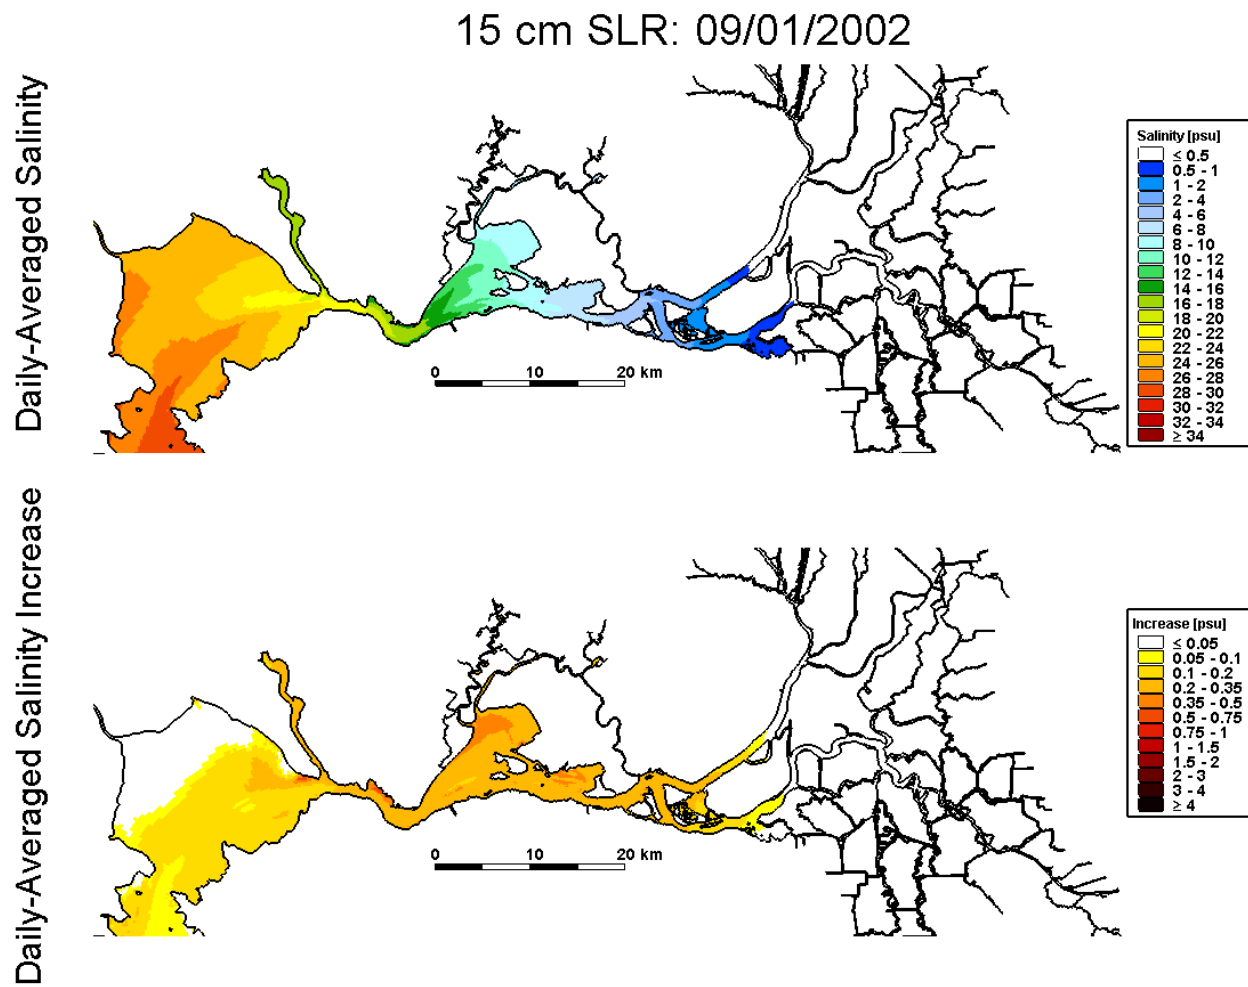 15 cm SLR: 09/01/2002
Daily-Averaged Salinity
0 10 20 km
Salinity [psu]
≤ 0.5
0.5 - 1
1 - 2
2 - 4
4 - 6
6 - 8
8 - 10
10 - 12
12 - 14
14 - 16
16 - 18
18 - 20
20 - 22
22 - 24
24 - 26
26 - 28
28 - 30
30 - 32
32 - 34
≥ 34
Daily-Averaged Salinity Increase
0 10 20 km
Increase [psu]
≤ 0.05
0.05 - 0.1
0.1 - 0.2
0.2 - 0.35
0.35 - 0.5
0.5 - 0.75
0.75 - 1
1 - 1.5
1.5 - 2
2 - 3
3 - 4
≥ 4